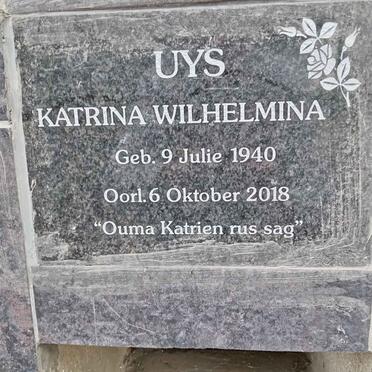 UYS
KATRINA WILHELMINA
Geb. 9 Julie 1940
Oorl. 6 Oktober 2018
“Ouma Katrien rus sag”